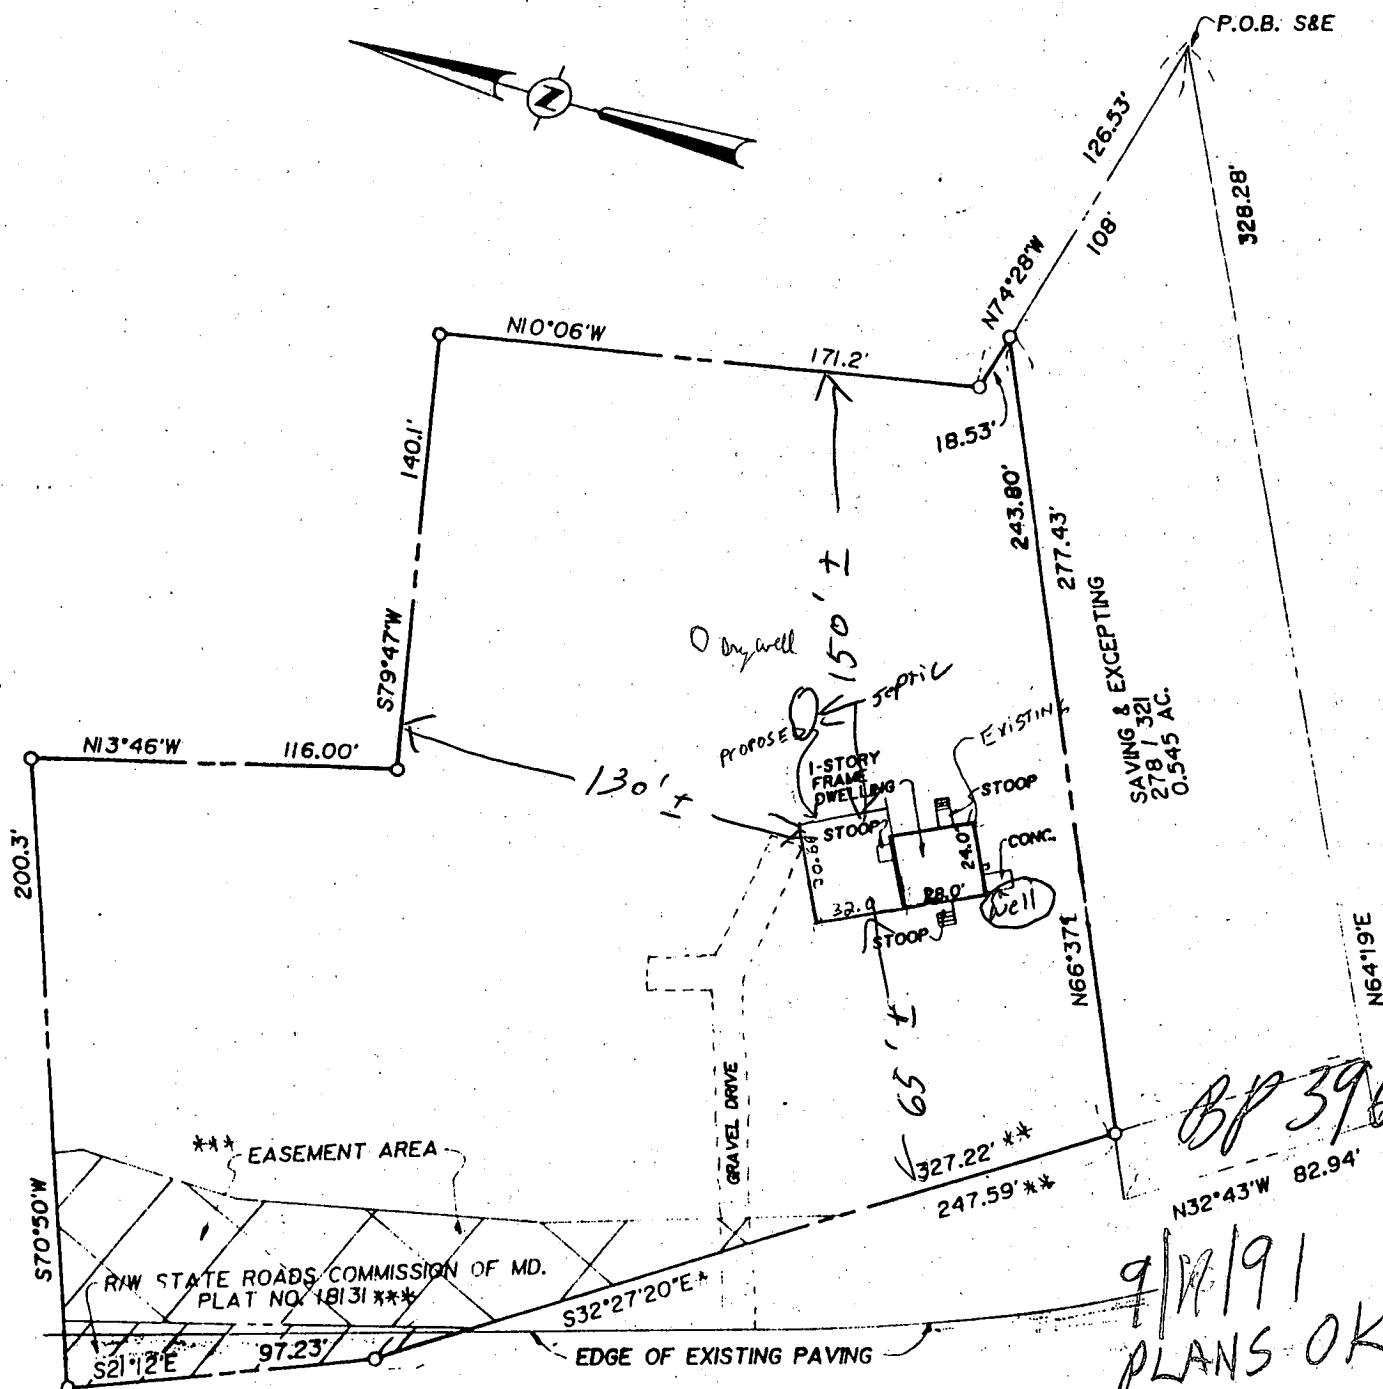 P.O.B. S&E
Z
126.53'
328.28'
108'
N74°28'W
N10°06'W
171.2'
18.53'
140.1'
243.80'
277.43'
150' ±
O Dry well
septic
S79°47'W
SAVING & EXCEPTING
278 / 321
0.545 AC.
PROPOSED
EXISTING
N13°46'W
116.00'
130' ±
1-STORY
FRAME
DWELLING
STOOP
STOOP
CONC.
24.0'
32.0
28.0'
Well
STOOP
200.3'
N64°19'E
65' ±
GRAVEL DRIVE
BP 396
*** EASEMENT AREA
327.22' **
247.59' **
N32°43'W 82.94'
S70°50'W
R/W STATE ROADS COMMISSION OF MD.
PLAT NO. 18131 ***
S32°27'20"E *
S21°12'E
97.23'
EDGE OF EXISTING PAVING
PLANS OK